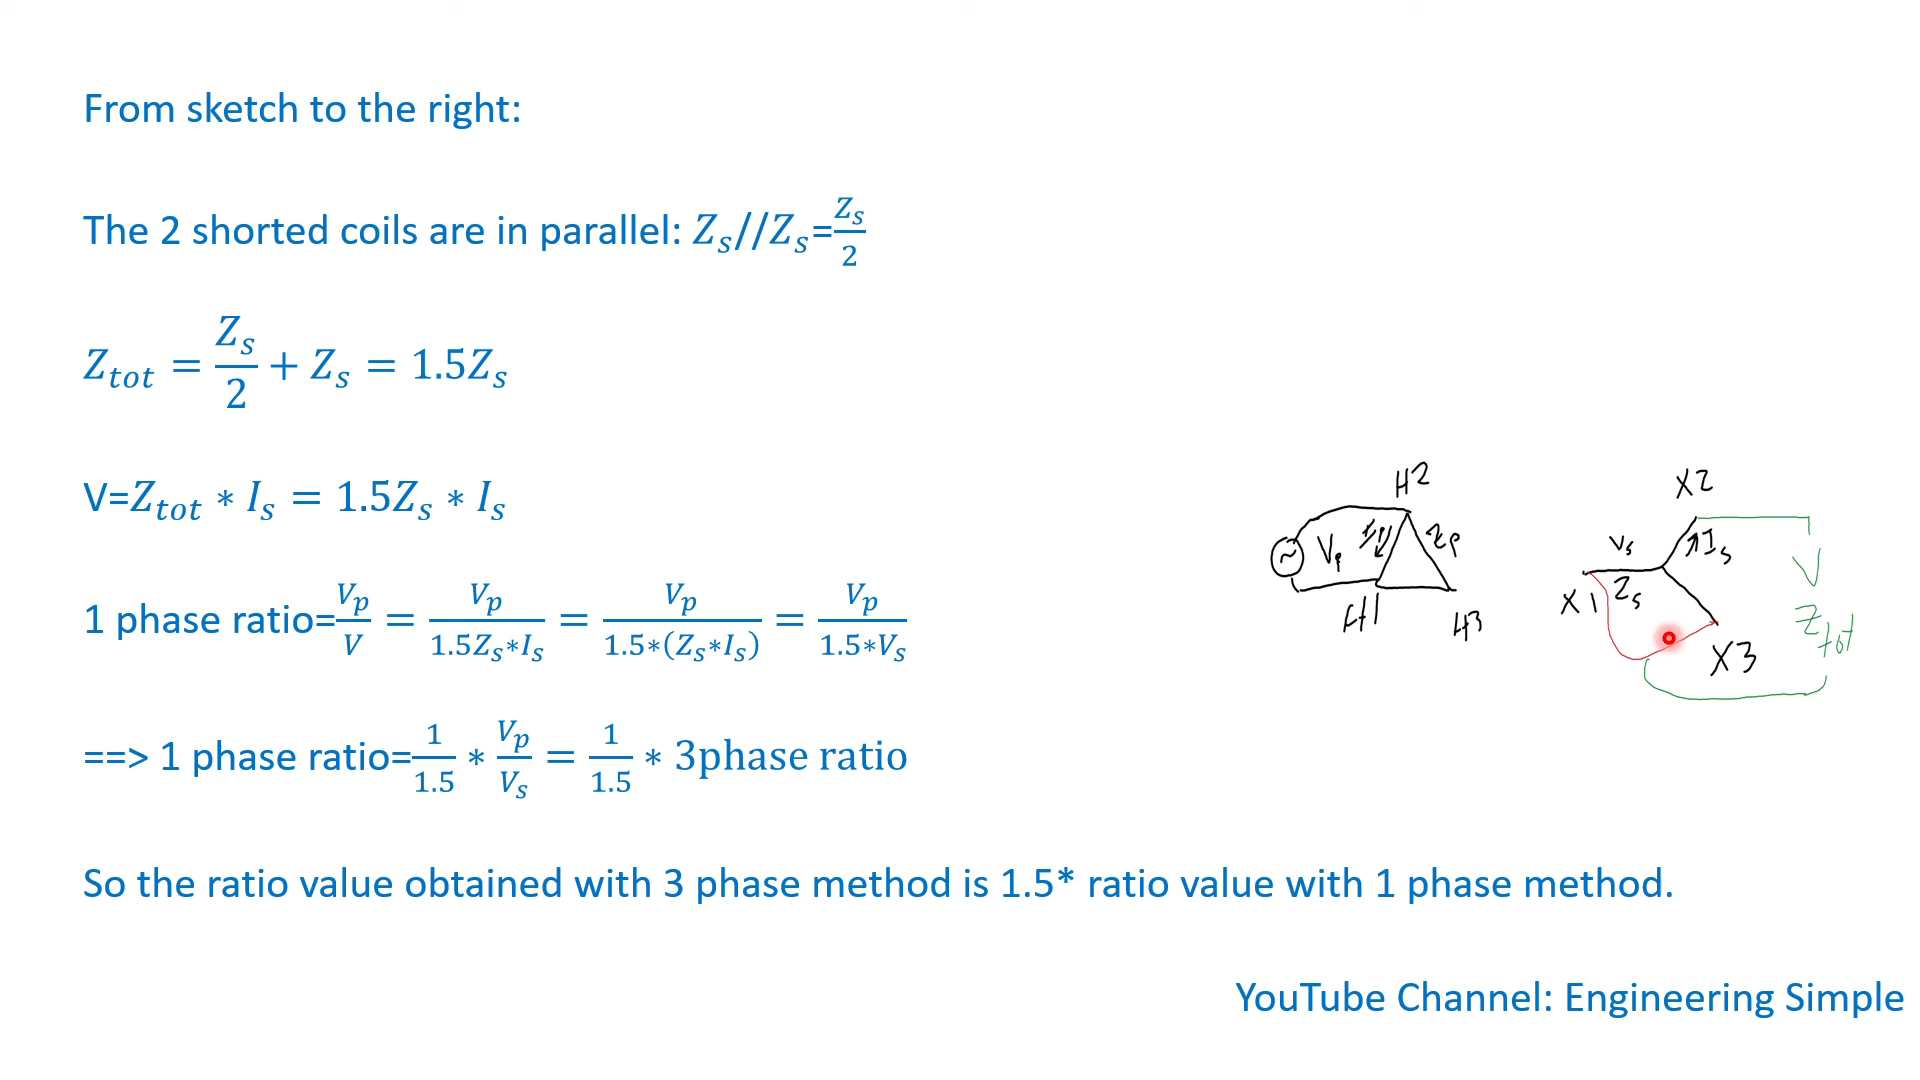 From sketch to the right:
The 2 shorted coils are in parallel: Z_s//Z_s=Z_s/2
Z_tot = Z_s/2 + Z_s = 1.5Z_s
V=Z_tot ∗ I_s = 1.5Z_s ∗ I_s
1 phase ratio=V_p/V = V_p/(1.5Z_s∗I_s) = V_p/(1.5∗(Z_s∗I_s)) = V_p/(1.5∗V_s)
==> 1 phase ratio=1/1.5 ∗ V_p/V_s = 1/1.5 ∗ 3phase ratio
So the ratio value obtained with 3 phase method is 1.5* ratio value with 1 phase method.
H2
V_p
Z_p
H1
H3
X2
V_s
I_s
Z_s
X1
X3
V
Z_tot
YouTube Channel: Engineering Simple